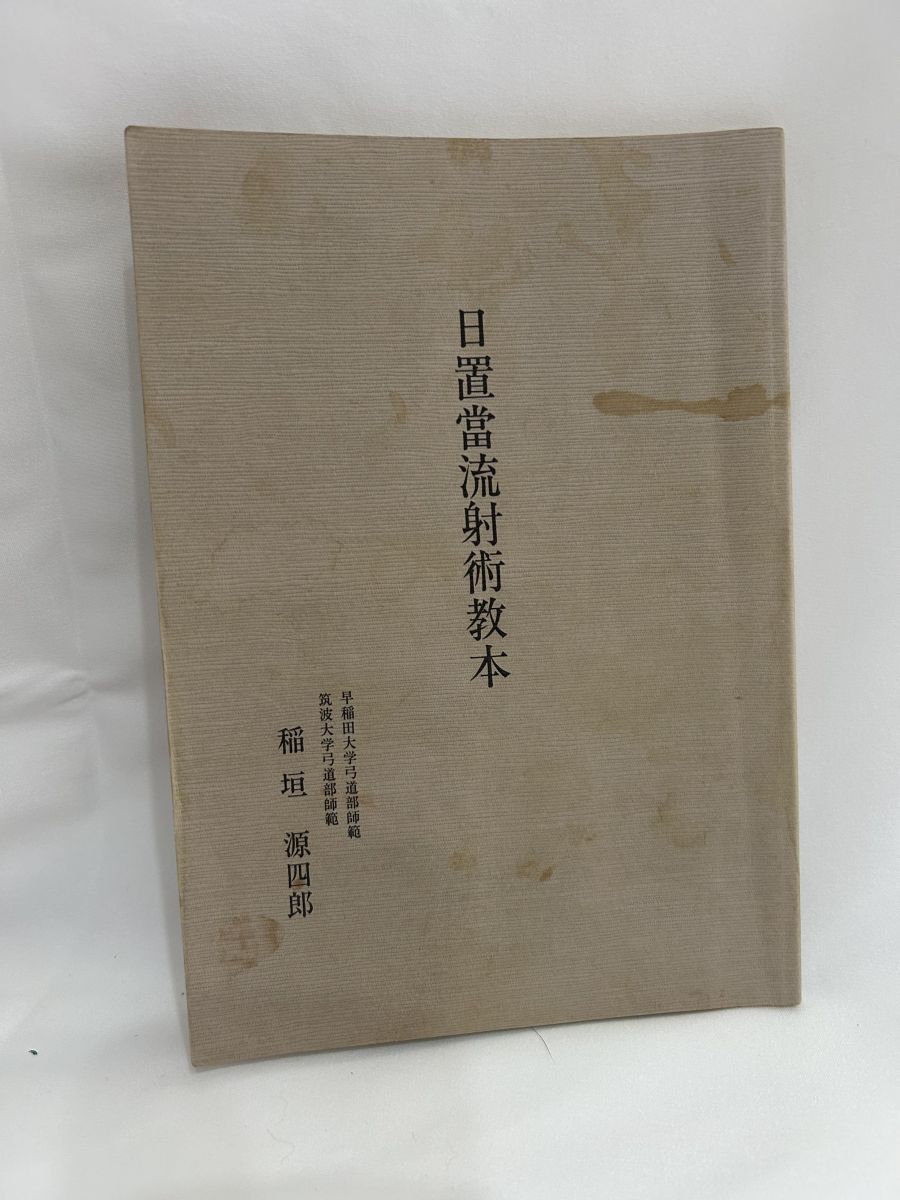 日置當流射術教本
早稲田大学弓道部師範
筑波大学弓道部師範
稲垣 源四郎